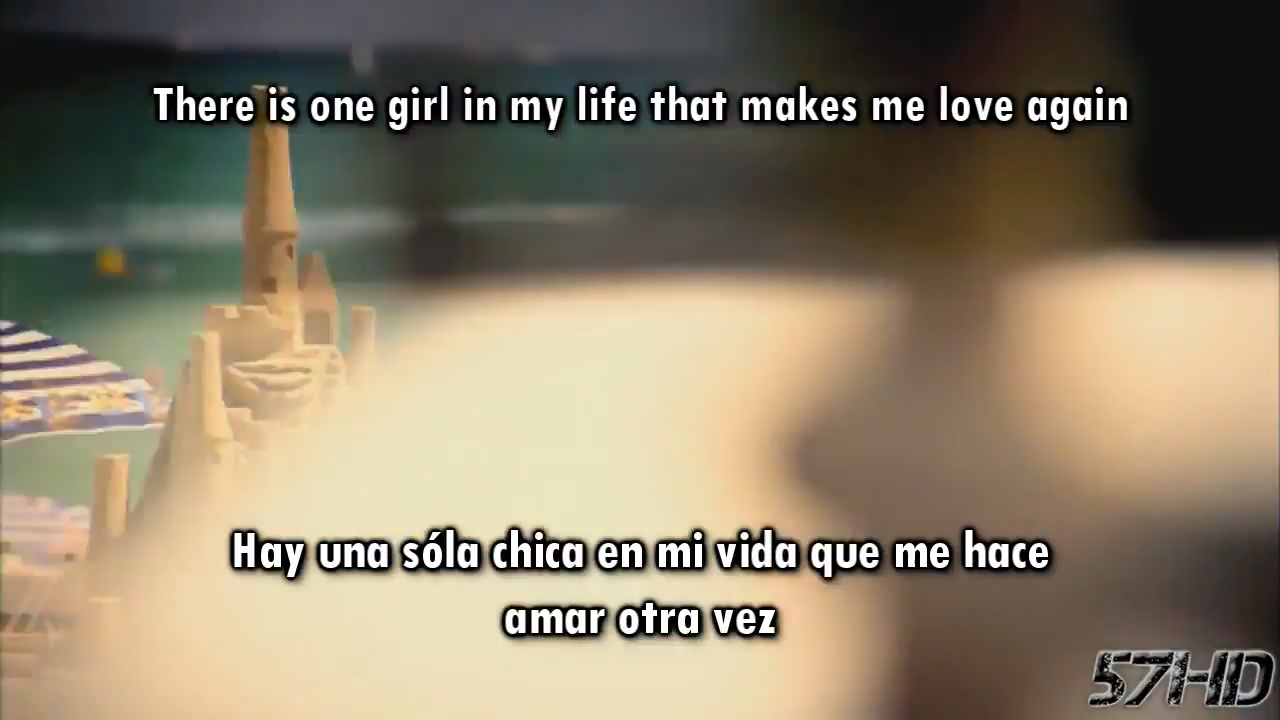 There is one girl in my life that makes me love again
Hay una sóla chica en mi vida que me hace
amar otra vez
57HD